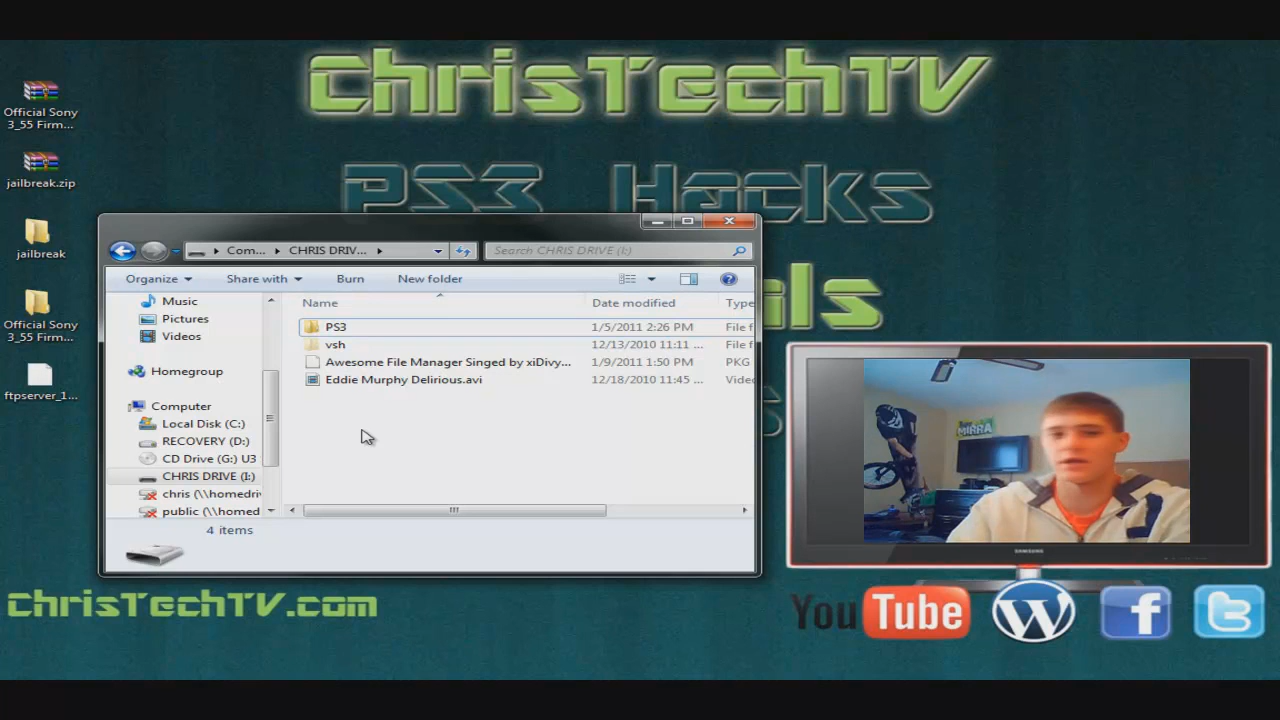 ChrisTechTV
PS3 Hacks
ils
Official Sony
3_55 Firm...
jailbreak.zip
jailbreak
Official Sony
3_55 Firm...
ftpserver_1...
Com... CHRIS DRIV... Search CHRIS DRIVE (I:)
Organize Share with Burn New folder
Music
Pictures
Videos
Homegroup
Computer
Local Disk (C:)
RECOVERY (D:)
CD Drive (G:) U3
CHRIS DRIVE (I:)
chris (\\homedriv
public (\\homed
Name Date modified Type
PS3 1/5/2011 2:26 PM File f
vsh 12/13/2010 11:11 ... File f
Awesome File Manager Singed by xiDivy... 1/9/2011 1:50 PM PKG
Eddie Murphy Delirious.avi 12/18/2010 11:45 ... Video
4 items
MIRRA
SAMSUNG
ChrisTechTV.com
YouTube